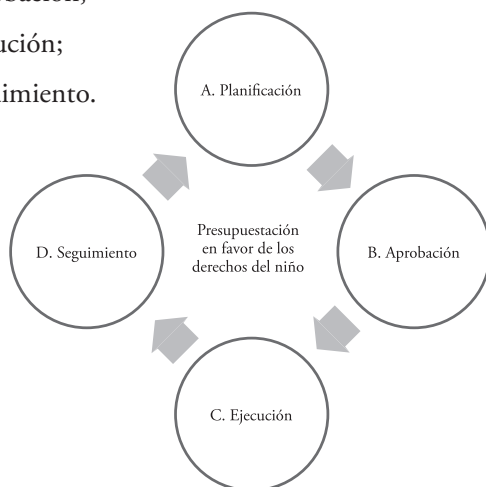 ución;
imiento.
A. Planificación
Presupuestación
en favor de los
derechos del niño
D. Seguimiento
B. Aprobación
C. Ejecución